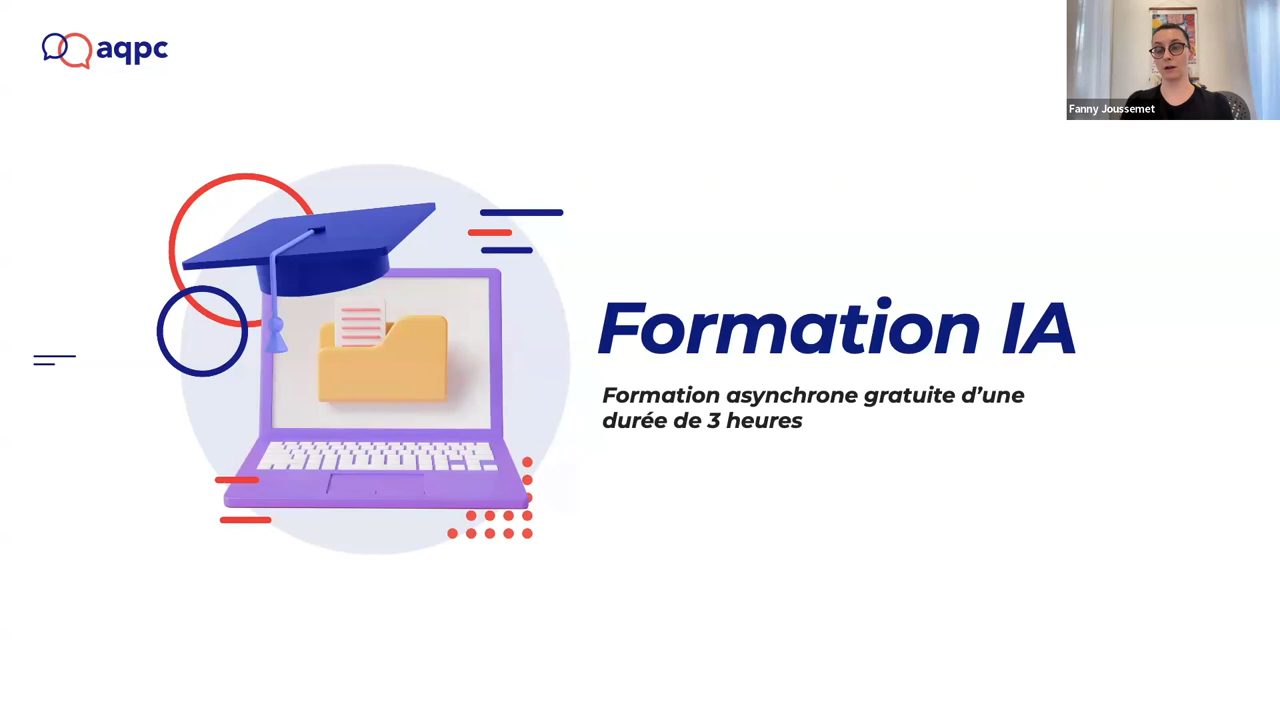 aqpc
Fanny Joussemet
Formation IA
Formation asynchrone gratuite d’une
durée de 3 heures